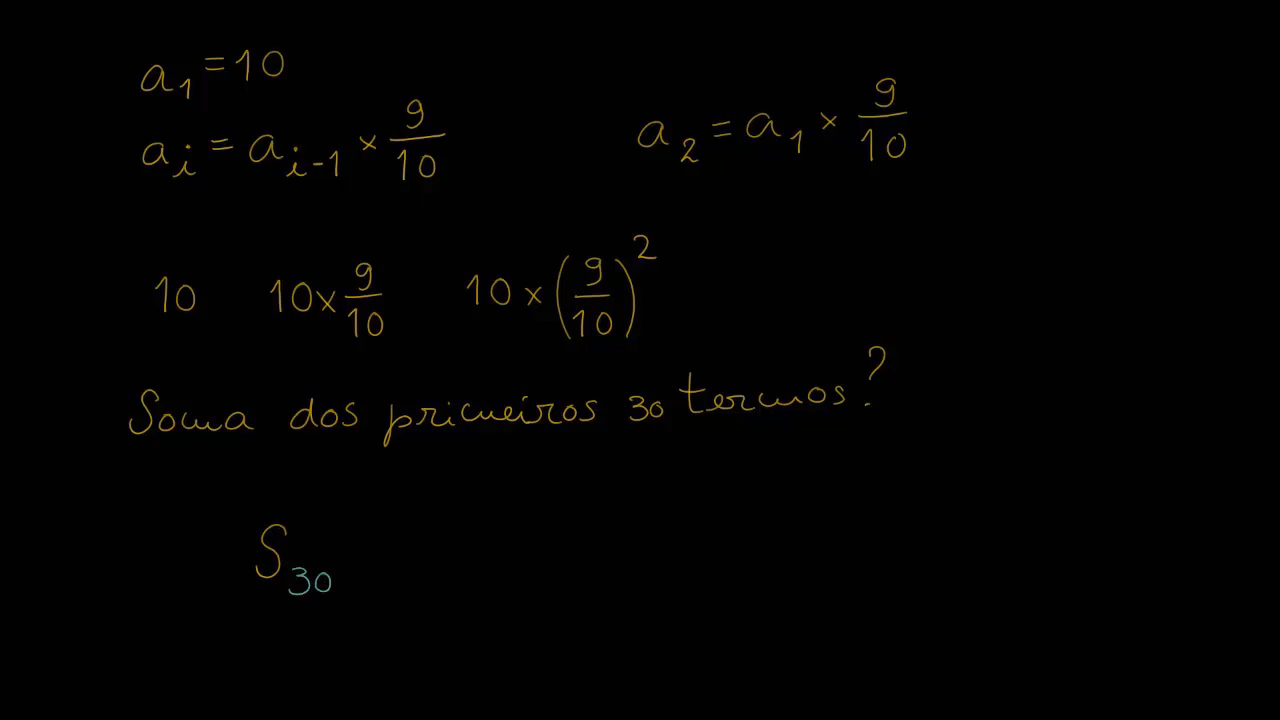 a₁ = 10
aᵢ = aᵢ₋₁ × 9/10
a₂ = a₁ × 9/10
10 10 × 9/10 10 × (9/10)²
Soma dos primeiros 30 termos?
S₃₀